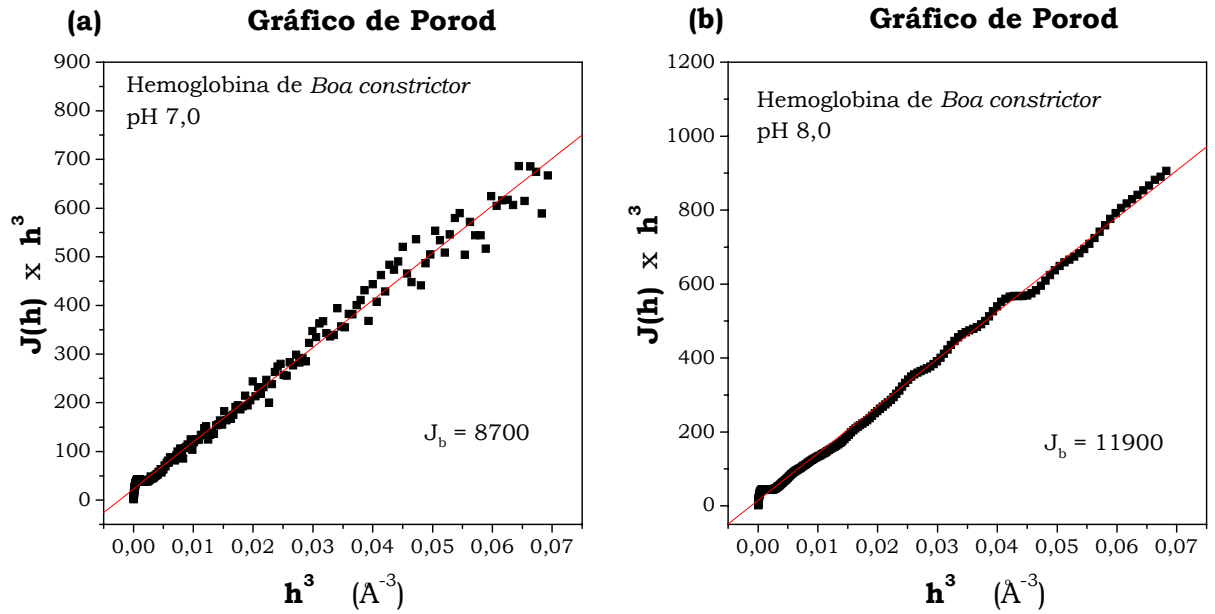 (a) Gráfico de Porod
Hemoglobina de Boa constrictor
pH 7,0
J(h) x h³
900
800
700
600
500
400
300
200
100
0
J_b = 8700
0,00 0,01 0,02 0,03 0,04 0,05 0,06 0,07
h³ (Å⁻³)
(b) Gráfico de Porod
Hemoglobina de Boa constrictor
pH 8,0
J(h) x h³
1200
1000
800
600
400
200
0
J_b = 11900
0,00 0,01 0,02 0,03 0,04 0,05 0,06 0,07
h³ (Å⁻³)